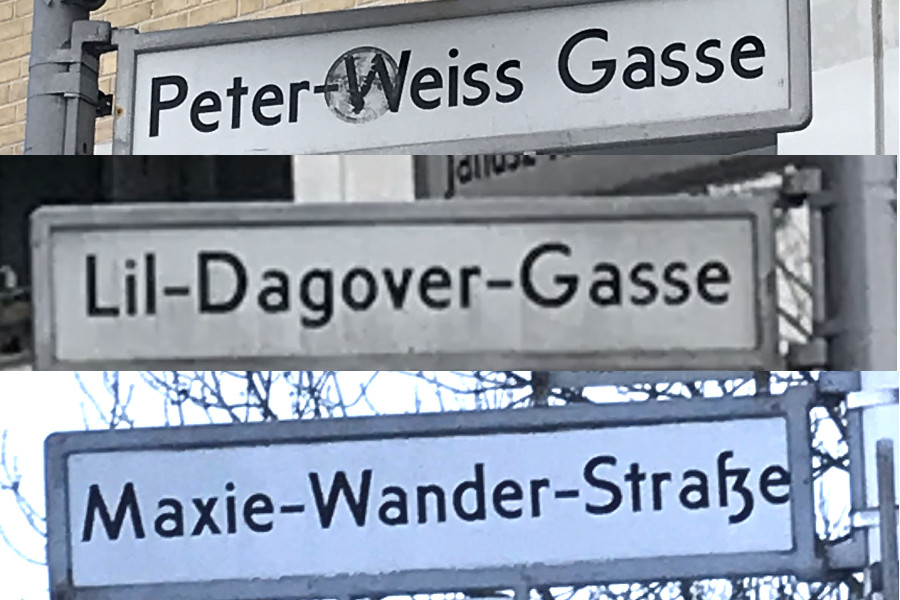 Peter-Weiss Gasse
Lil-Dagover-Gasse
Maxie-Wander-Straße